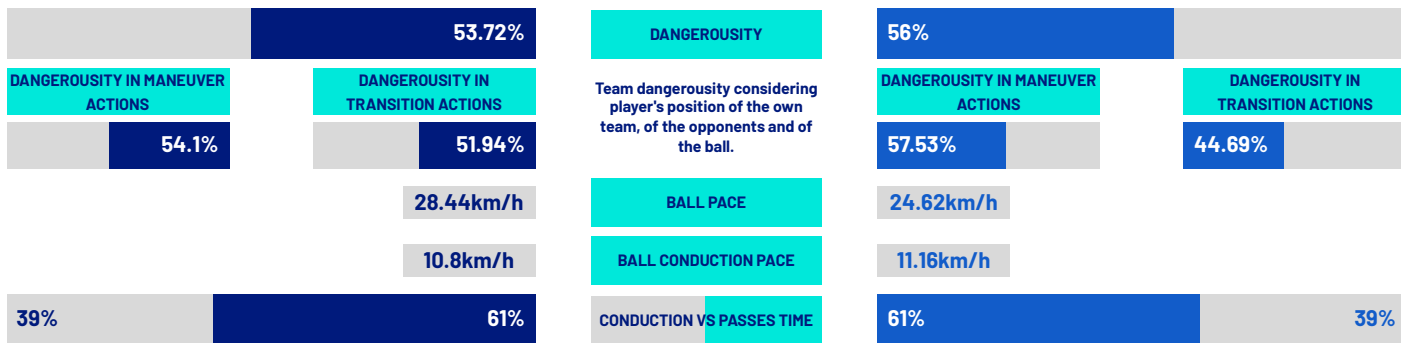 53.72%
DANGEROUSITY
56%
DANGEROUSITY IN MANEUVER
ACTIONS
DANGEROUSITY IN
TRANSITION ACTIONS
Team dangerousity considering
player's position of the own
team, of the opponents and of
the ball.
DANGEROUSITY IN MANEUVER
ACTIONS
DANGEROUSITY IN
TRANSITION ACTIONS
54.1%
51.94%
57.53%
44.69%
28.44km/h
BALL PACE
24.62km/h
10.8km/h
BALL CONDUCTION PACE
11.16km/h
39%
61%
CONDUCTION VS PASSES TIME
61%
39%